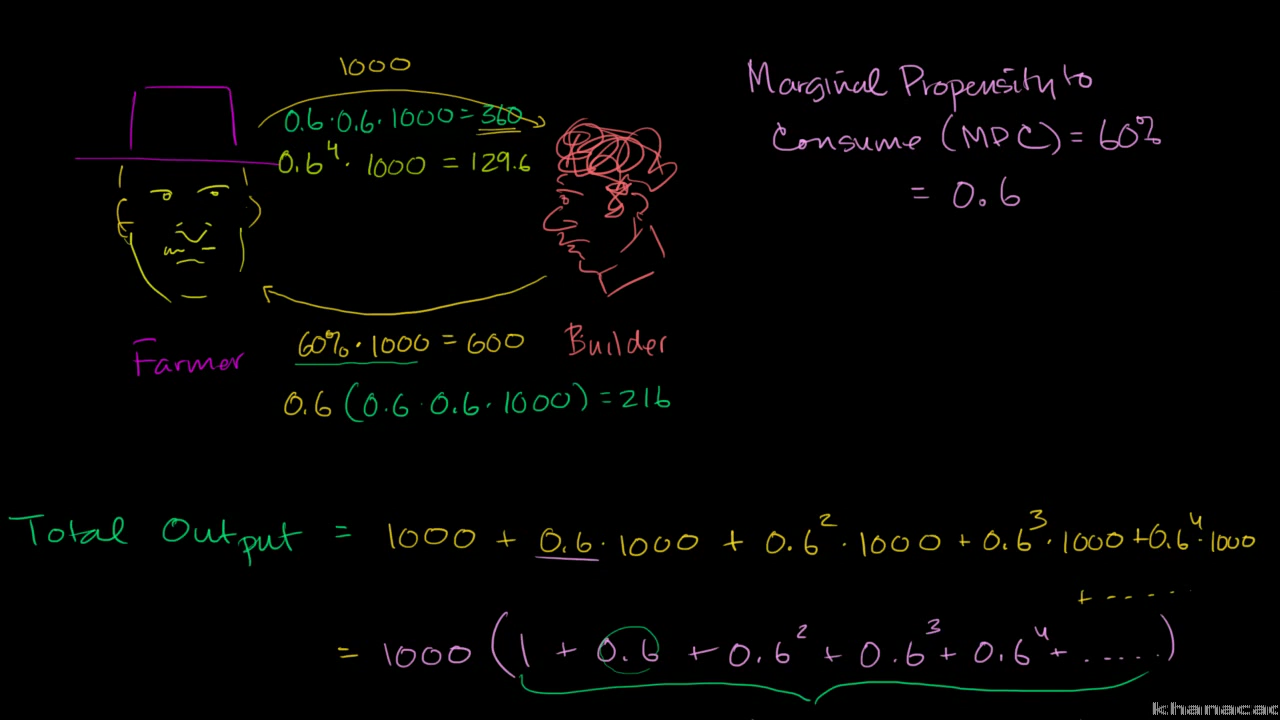 1000
0.6·0.6·1000=360
0.6⁴·1000=129.6
Marginal Propensity to
Consume (MPC)=60%
= 0.6
Farmer
60%·1000=600
Builder
0.6(0.6·0.6·1000)=216
Total Output = 1000 + 0.6·1000 + 0.6²·1000 + 0.6³·1000 + 0.6⁴·1000
+ - - - - -
= 1000 (1 + 0.6 + 0.6² + 0.6³ + 0.6⁴ + .....)
khanacac